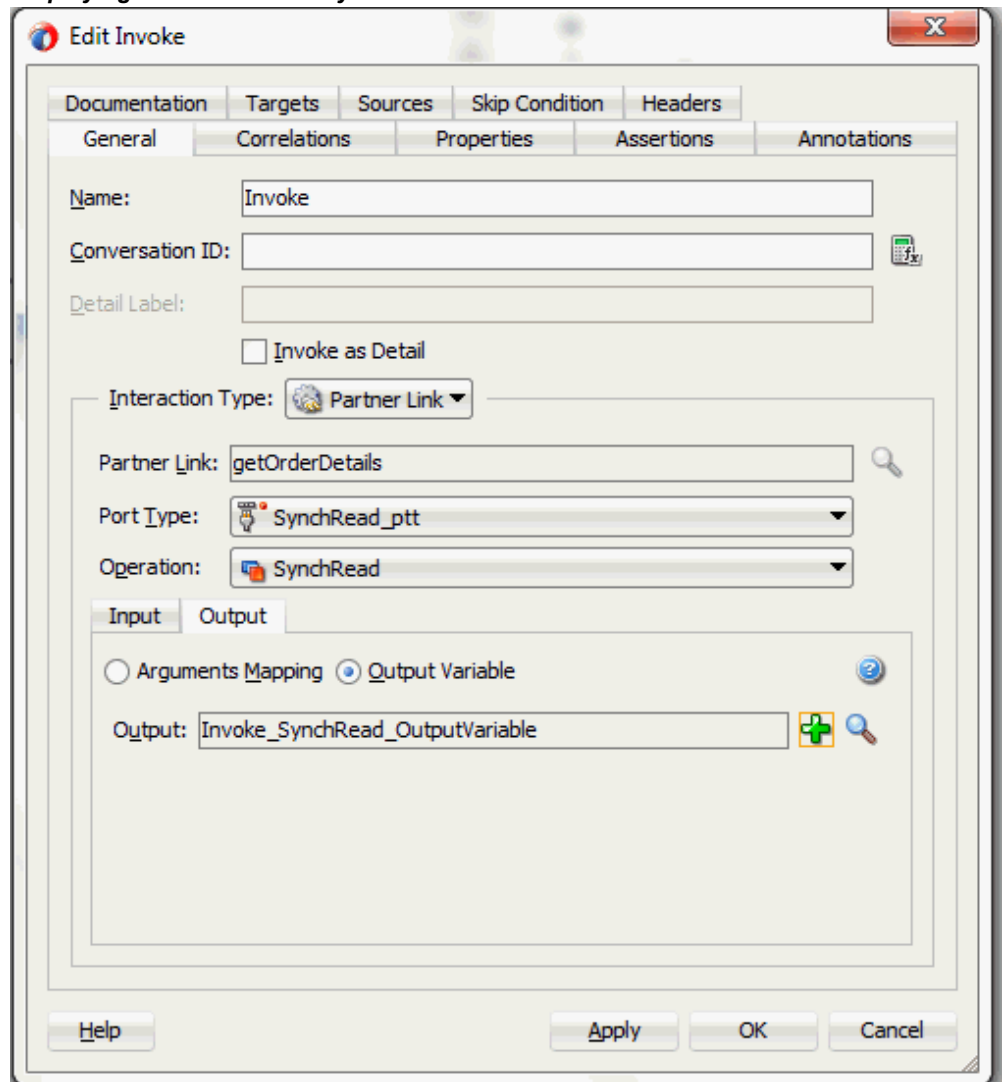 Edit Invoke
Documentation Targets Sources Skip Condition Headers
General Correlations Properties Assertions Annotations
Name: Invoke
Conversation ID:
Detail Label:
Invoke as Detail
Interaction Type: Partner Link
Partner Link: getOrderDetails
Port Type: SynchRead_ptt
Operation: SynchRead
Input Output
Arguments Mapping Output Variable
Output: Invoke_SynchRead_OutputVariable
Help Apply OK Cancel